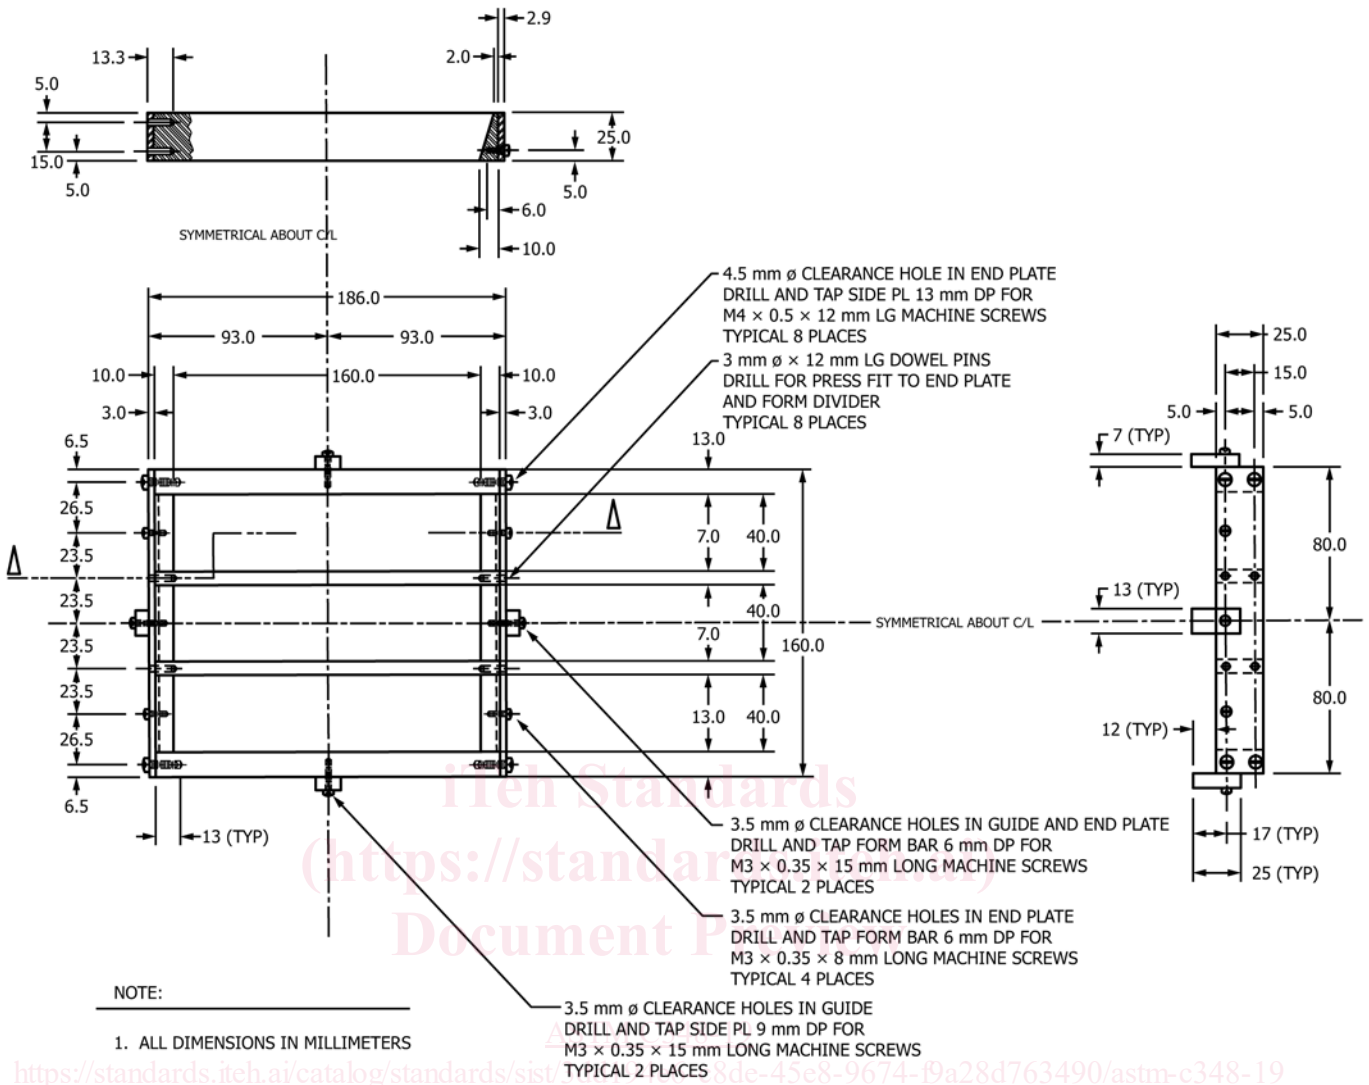 2.9
13.3
2.0
5.0
25.0
15.0
5.0
5.0
6.0
SYMMETRICAL ABOUT C/L
10.0
4.5 mm ø CLEARANCE HOLE IN END PLATE
DRILL AND TAP SIDE PL 13 mm DP FOR
M4 × 0.5 × 12 mm LG MACHINE SCREWS
TYPICAL 8 PLACES
186.0
93.0
93.0
25.0
3 mm ø × 12 mm LG DOWEL PINS
DRILL FOR PRESS FIT TO END PLATE
AND FORM DIVIDER
TYPICAL 8 PLACES
10.0
160.0
10.0
15.0
3.0
3.0
5.0
5.0
6.5
13.0
7 (TYP)
26.5
7.0
40.0
80.0
23.5
23.5
40.0
13 (TYP)
SYMMETRICAL ABOUT C/L
7.0
160.0
23.5
23.5
13.0
40.0
80.0
26.5
12 (TYP)
6.5
iTeh Standards
13 (TYP)
17 (TYP)
(https://standards.iteh.ai)
3.5 mm ø CLEARANCE HOLES IN GUIDE AND END PLATE
DRILL AND TAP FORM BAR 6 mm DP FOR
M3 × 0.35 × 15 mm LONG MACHINE SCREWS
TYPICAL 2 PLACES
25 (TYP)
Document Preview
3.5 mm ø CLEARANCE HOLES IN END PLATE
DRILL AND TAP FORM BAR 6 mm DP FOR
M3 × 0.35 × 8 mm LONG MACHINE SCREWS
TYPICAL 4 PLACES
NOTE:
3.5 mm ø CLEARANCE HOLES IN GUIDE
DRILL AND TAP SIDE PL 9 mm DP FOR
M3 × 0.35 × 15 mm LONG MACHINE SCREWS
TYPICAL 2 PLACES
1. ALL DIMENSIONS IN MILLIMETERS